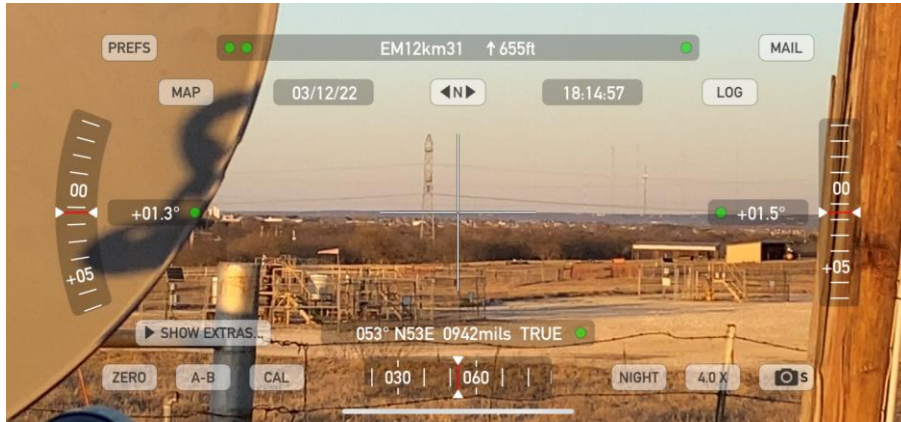 PREFS EM12km31 ↑ 655ft MAIL
MAP 03/12/22 ◀N▶ 18:14:57 LOG
00 00
+01.3° +01.5°
+05 +05
▶ SHOW EXTRAS... 053° N53E 0942mils TRUE
ZERO A-B CAL 030 060 NIGHT 4.0 X S